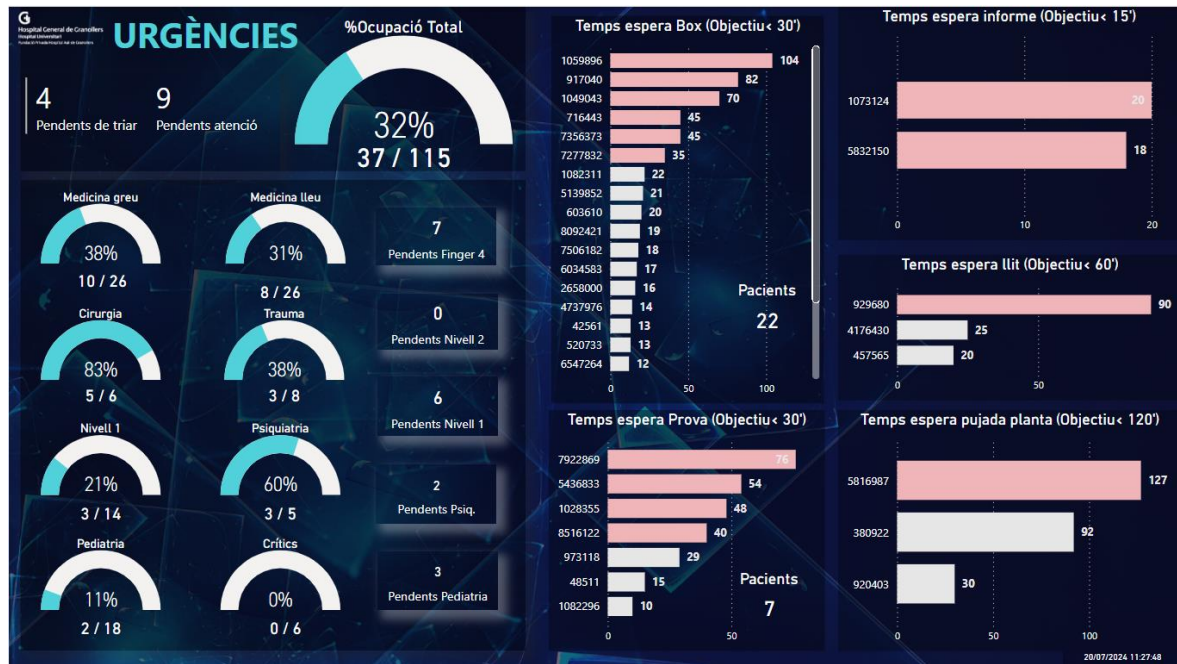 G
Hospital General de Granollers
Hospital Universitari
URGÈNCIES
4
Pendents de triar
9
Pendents atenció
%Ocupació Total
32%
37 / 115
Medicina greu
38%
10 / 26
Medicina lleu
31%
8 / 26
Cirurgia
83%
5 / 6
Trauma
38%
3 / 8
Nivell 1
21%
3 / 14
Psiquiatria
60%
3 / 5
Pediatria
11%
2 / 18
Crítics
0%
0 / 6
7
Pendents Finger 4
0
Pendents Nivell 2
6
Pendents Nivell 1
2
Pendents Psiq.
3
Pendents Pediatria
Temps espera Box (Objectiu< 30')
1059896 104
917040 82
1049043 70
716443 45
7356373 45
7277832 35
1082311 22
5139852 21
603610 20
8092421 19
7506182 18
6034583 17
2658000 16
4737976 14
42561 13
520733 13
6547264 12
0 50 100
Pacients
22
Temps espera Prova (Objectiu< 30')
7922869 76
5436833 54
1028355 48
8516122 40
973118 29
48511 15
1082296 10
0 50
Pacients
7
Temps espera informe (Objectiu< 15')
1073124 20
5832150 18
0 10 20
Temps espera llit (Objectiu< 60')
929680 90
4176430 25
457565 20
0 50
Temps espera pujada planta (Objectiu< 120')
5816987 127
380922 92
920403 30
0 50 100
20/07/2024 11:27:48